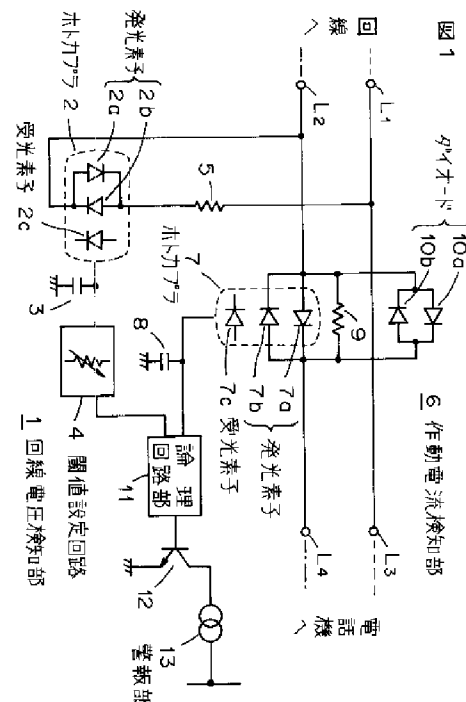 図1
回線へ
L1
L2
ダイオード
10a
10b
6 作動電流検知部
L3
L4
電話機へ
発光素子
2b
2a
ホトカプラ 2
受光素子 2c
5
ホトカプラ
7
9
7a
7b 発光素子
7c 受光素子
3
8
4 閾値設定回路
1 回線電圧検知部
論理回路部
11
12
13
警報部